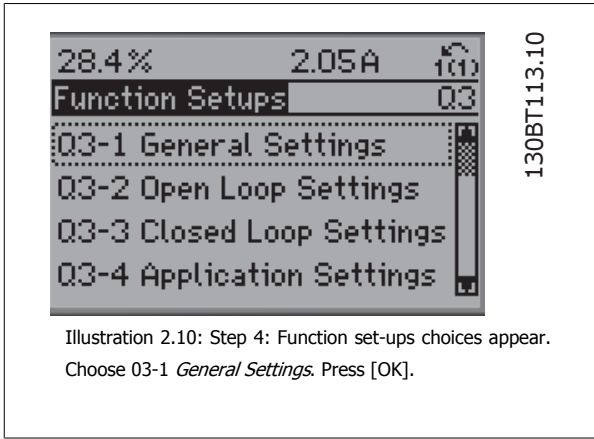 28.4% 2.05A 1(1)
Function Setups Q3
Q3-1 General Settings
Q3-2 Open Loop Settings
Q3-3 Closed Loop Settings
Q3-4 Application Settings
130BT113.10
Illustration 2.10: Step 4: Function set-ups choices appear.
Choose 03-1 General Settings. Press [OK].